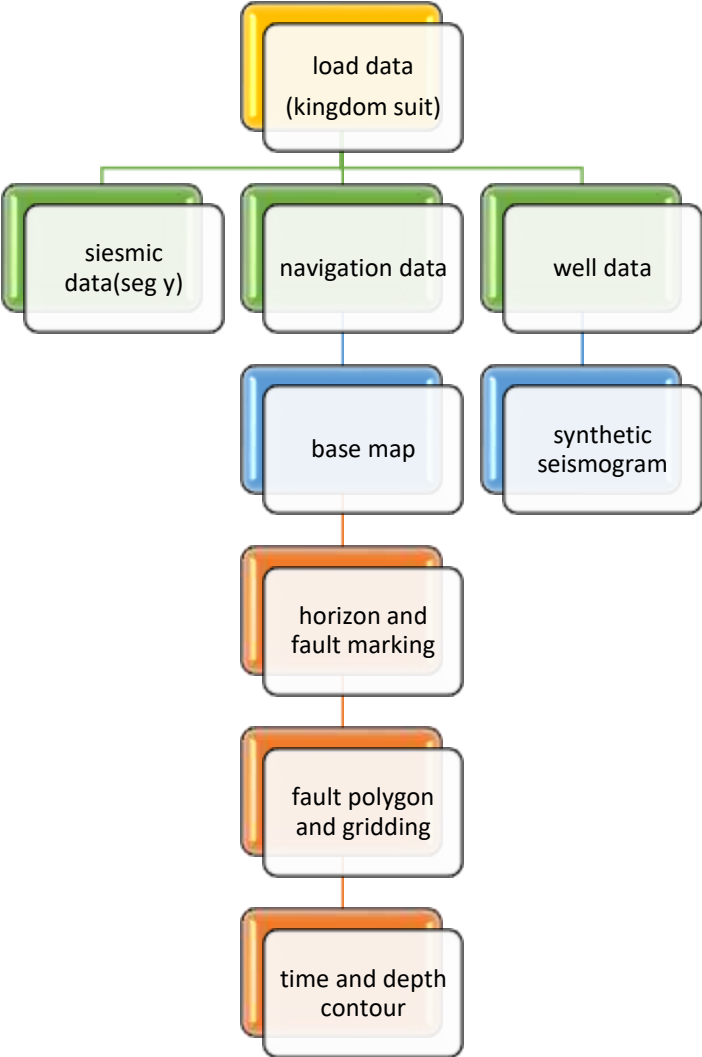 load data
(kingdom suit)
siesmic
data(seg y)
navigation data
well data
base map
synthetic
seismogram
horizon and
fault marking
fault polygon
and gridding
time and depth
contour